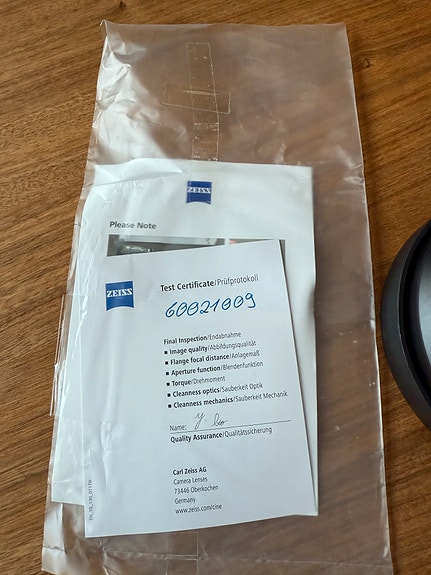 ZEISS
Please Note
ZEISS
Test Certificate/Prüfprotokoll
60021009
Final Inspection/Endabnahme
▪ Image quality/Abbildungsqualität
▪ Flange focal distance/Anlagemaß
▪ Aperture function/Blendenfunktion
▪ Torque/Drehmoment
▪ Cleanness optics/Sauberkeit Optik
▪ Cleanness mechanics/Sauberkeit Mechanik
Name:
Quality Assurance/Qualitätssicherung
Carl Zeiss AG
Camera Lenses
73446 Oberkochen
Germany
www.zeiss.com/cine